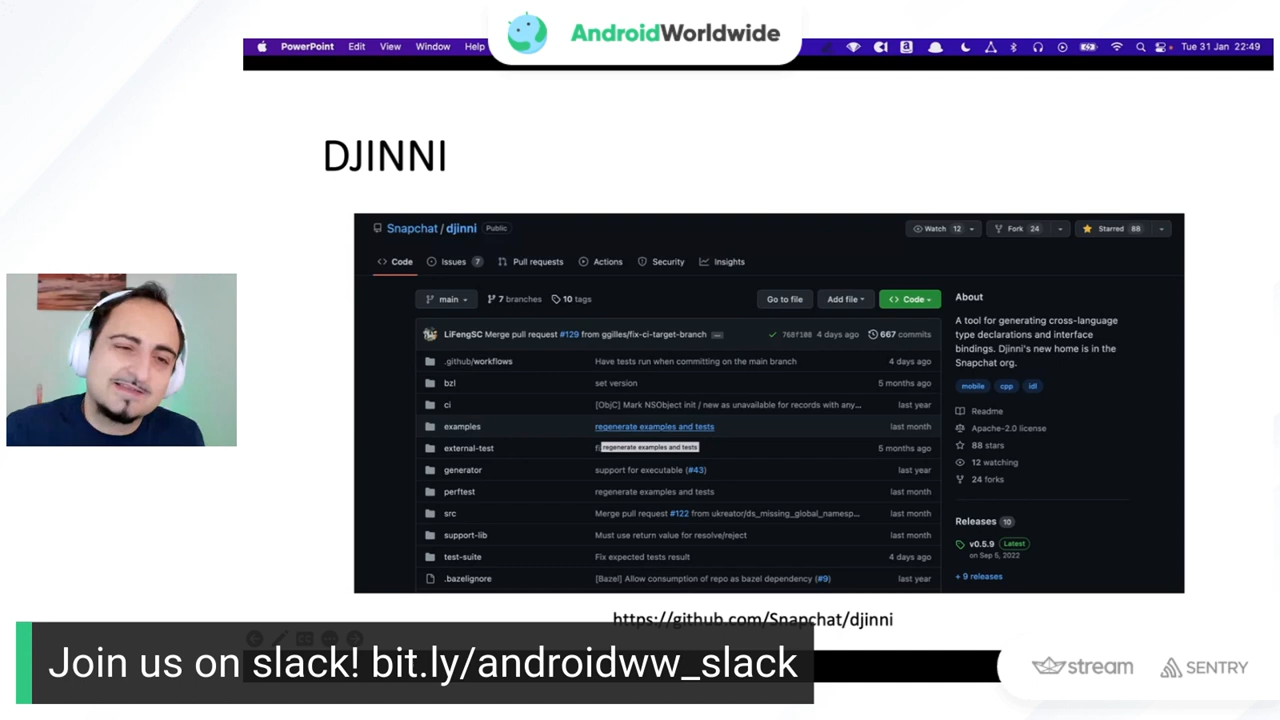 AndroidWorldwide
PowerPoint Edit View Window Help Tue 31 Jan 22:49
DJINNI
Snapchat / djinni Public Watch 12 Fork 24 Starred 88
Code Issues 7 Pull requests Actions Security Insights
main 7 branches 10 tags Go to file Add file Code
LiFengSC Merge pull request #129 from ggilles/fix-ci-target-branch ... 768f108 4 days ago 667 commits
.github/workflows Have tests run when committing on the main branch 4 days ago
bzl set version 5 months ago
ci [ObjC] Mark NSObject init / new as unavailable for records with any... last year
examples regenerate examples and tests last month
external-test regenerate examples and tests 5 months ago
generator support for executable (#43) last year
perftest regenerate examples and tests last month
src Merge pull request #122 from ukreator/ds_missing_global_namesp... last month
support-lib Must use return value for resolve/reject last month
test-suite Fix expected tests result 4 days ago
.bazelignore [Bazel] Allow consumption of repo as bazel dependency (#9) last year
About
A tool for generating cross-language
type declarations and interface
bindings. Djinni's new home is in the
Snapchat org.
mobile cpp idl
Readme
Apache-2.0 license
88 stars
12 watching
24 forks
Releases 10
v0.5.9 Latest
on Sep 5, 2022
+ 9 releases
https://github.com/Snapchat/djinni
Join us on slack! bit.ly/androidww_slack
stream SENTRY